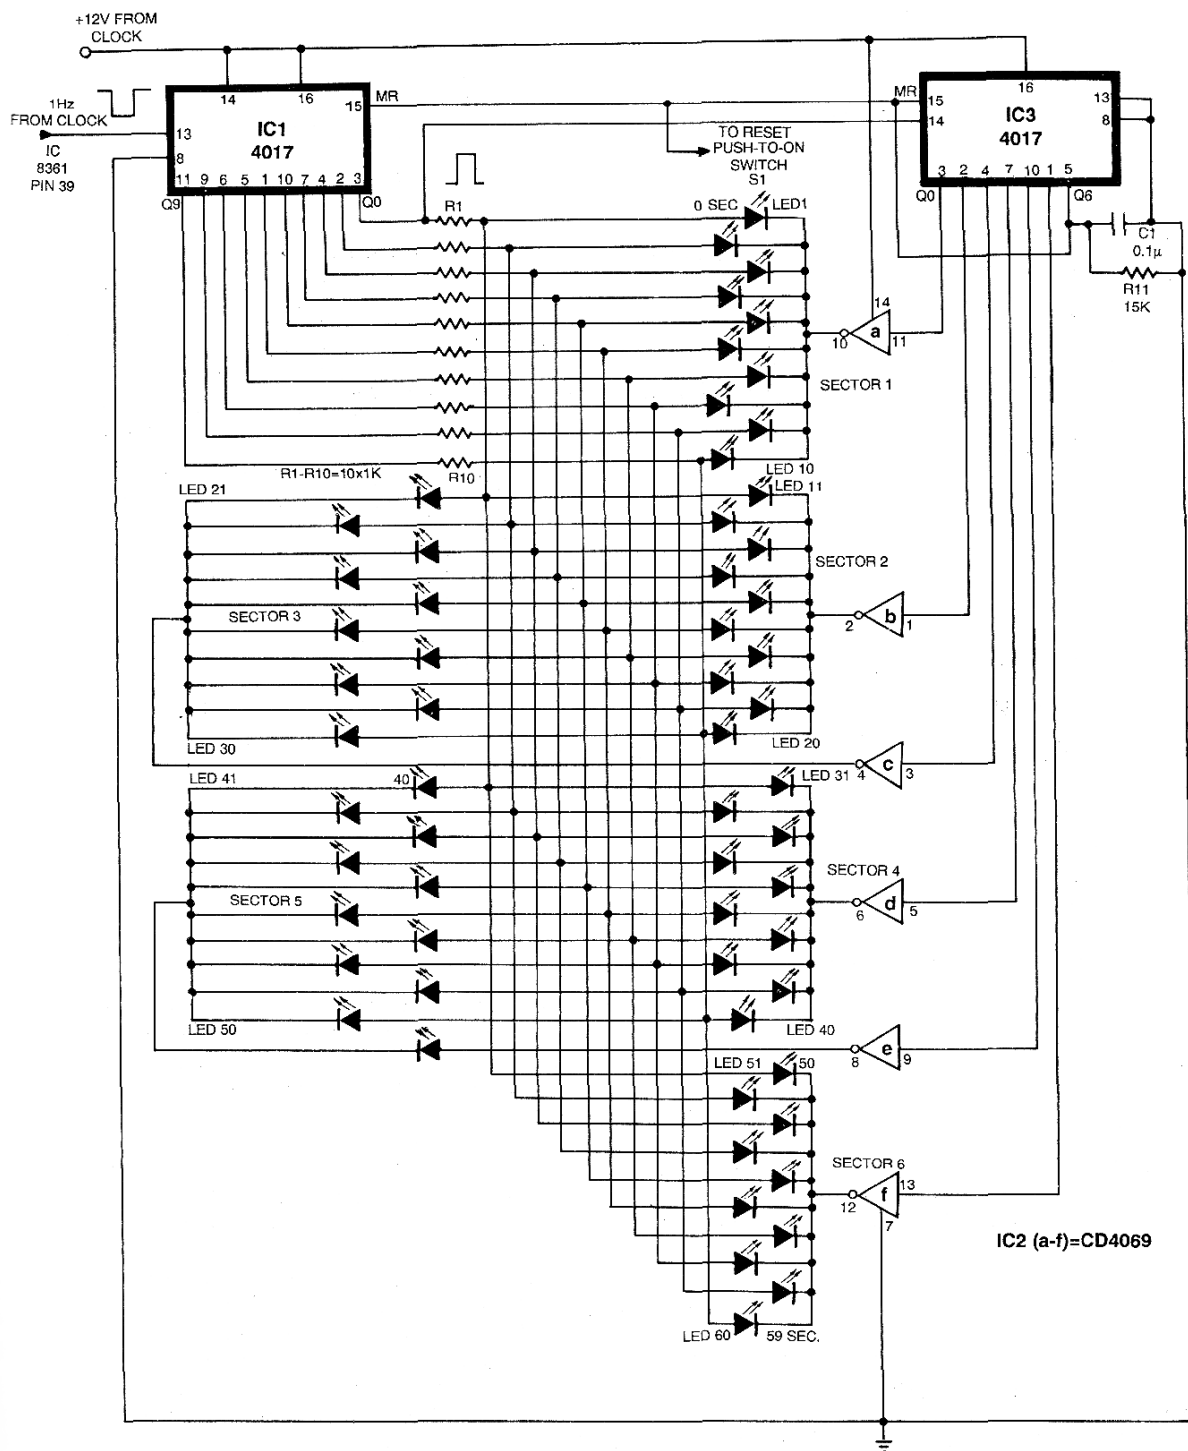 +12V FROM
CLOCK
1Hz
FROM CLOCK
IC
8361
PIN 39
14
16
15
MR
13
8
IC1
4017
11 9 6 5 1 10 7 4 2 3
Q9
Q0
R1
TO RESET
PUSH-TO-ON
SWITCH
S1
MR
16
15
14
13
8
IC3
4017
3 2 4 7 10 1 5
Q0
Q6
C1
0.1µ
R11
15K
0 SEC
LED1
14
a
10
11
SECTOR 1
R1-R10=10x1K
R10
LED 10
LED 21
LED 11
SECTOR 2
SECTOR 3
b
2
1
LED 30
LED 20
c
4
3
LED 41
40
LED 31
SECTOR 4
SECTOR 5
d
6
5
LED 50
LED 40
e
8
9
LED 51
50
SECTOR 6
f
13
12
7
IC2 (a-f)=CD4069
LED 60
59 SEC.